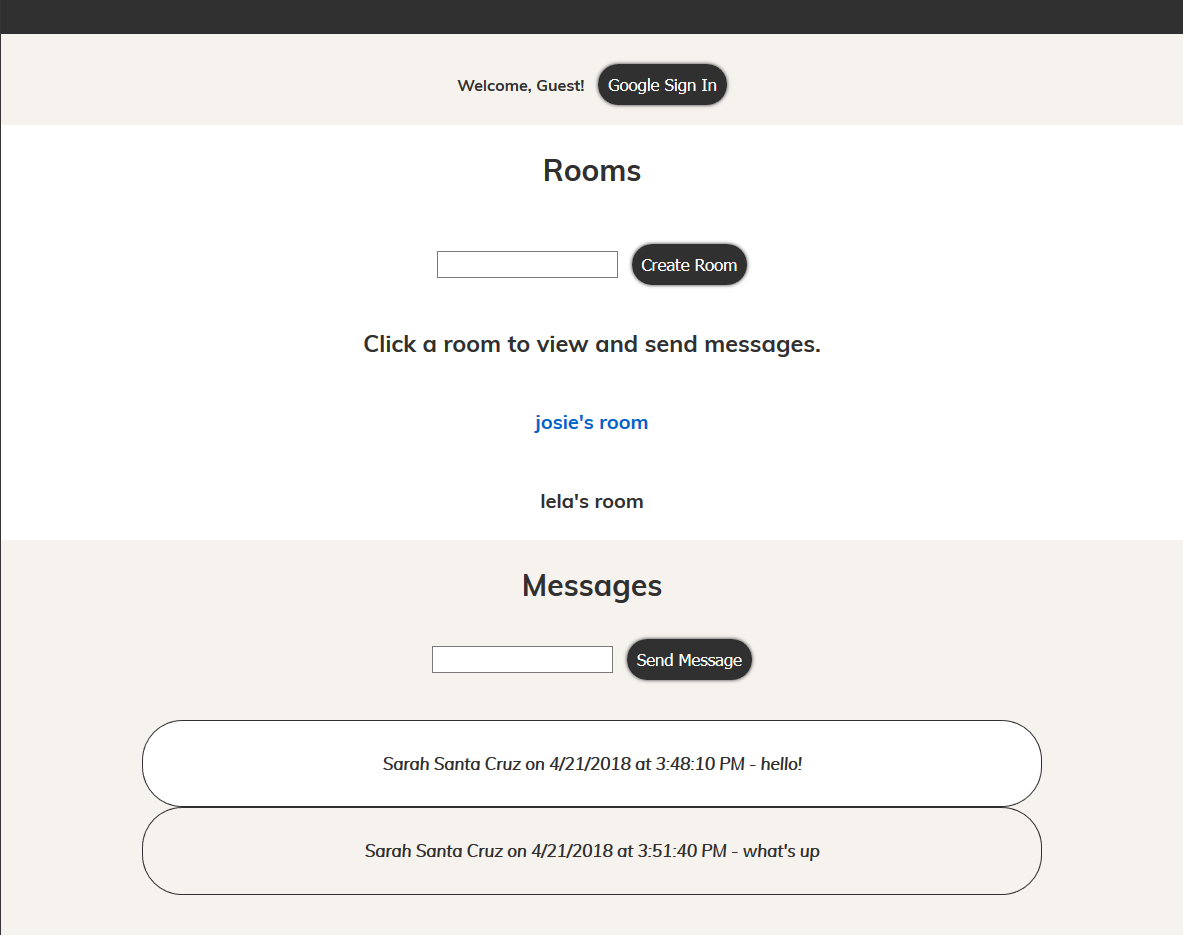 Welcome, Guest! Google Sign In
Rooms
Create Room
Click a room to view and send messages.
josie's room
lela's room
Messages
Send Message
Sarah Santa Cruz on 4/21/2018 at 3:48:10 PM - hello!
Sarah Santa Cruz on 4/21/2018 at 3:51:40 PM - what's up